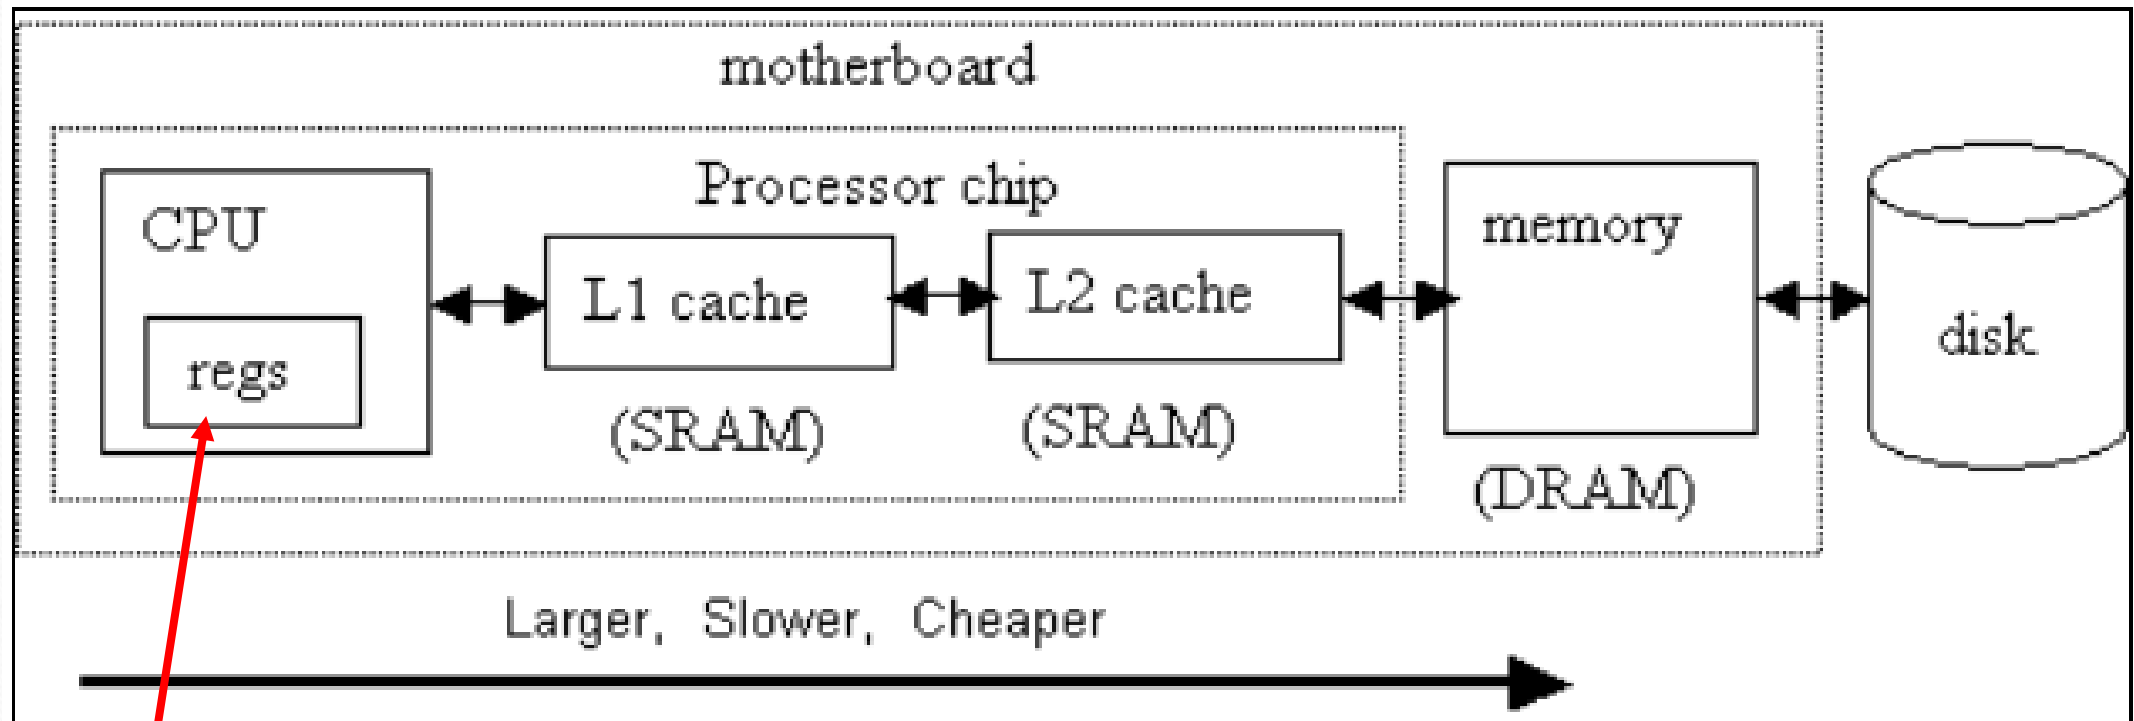 motherboard
Processor chip
CPU
regs
L1 cache
(SRAM)
L2 cache
(SRAM)
memory
(DRAM)
disk
Larger, Slower, Cheaper